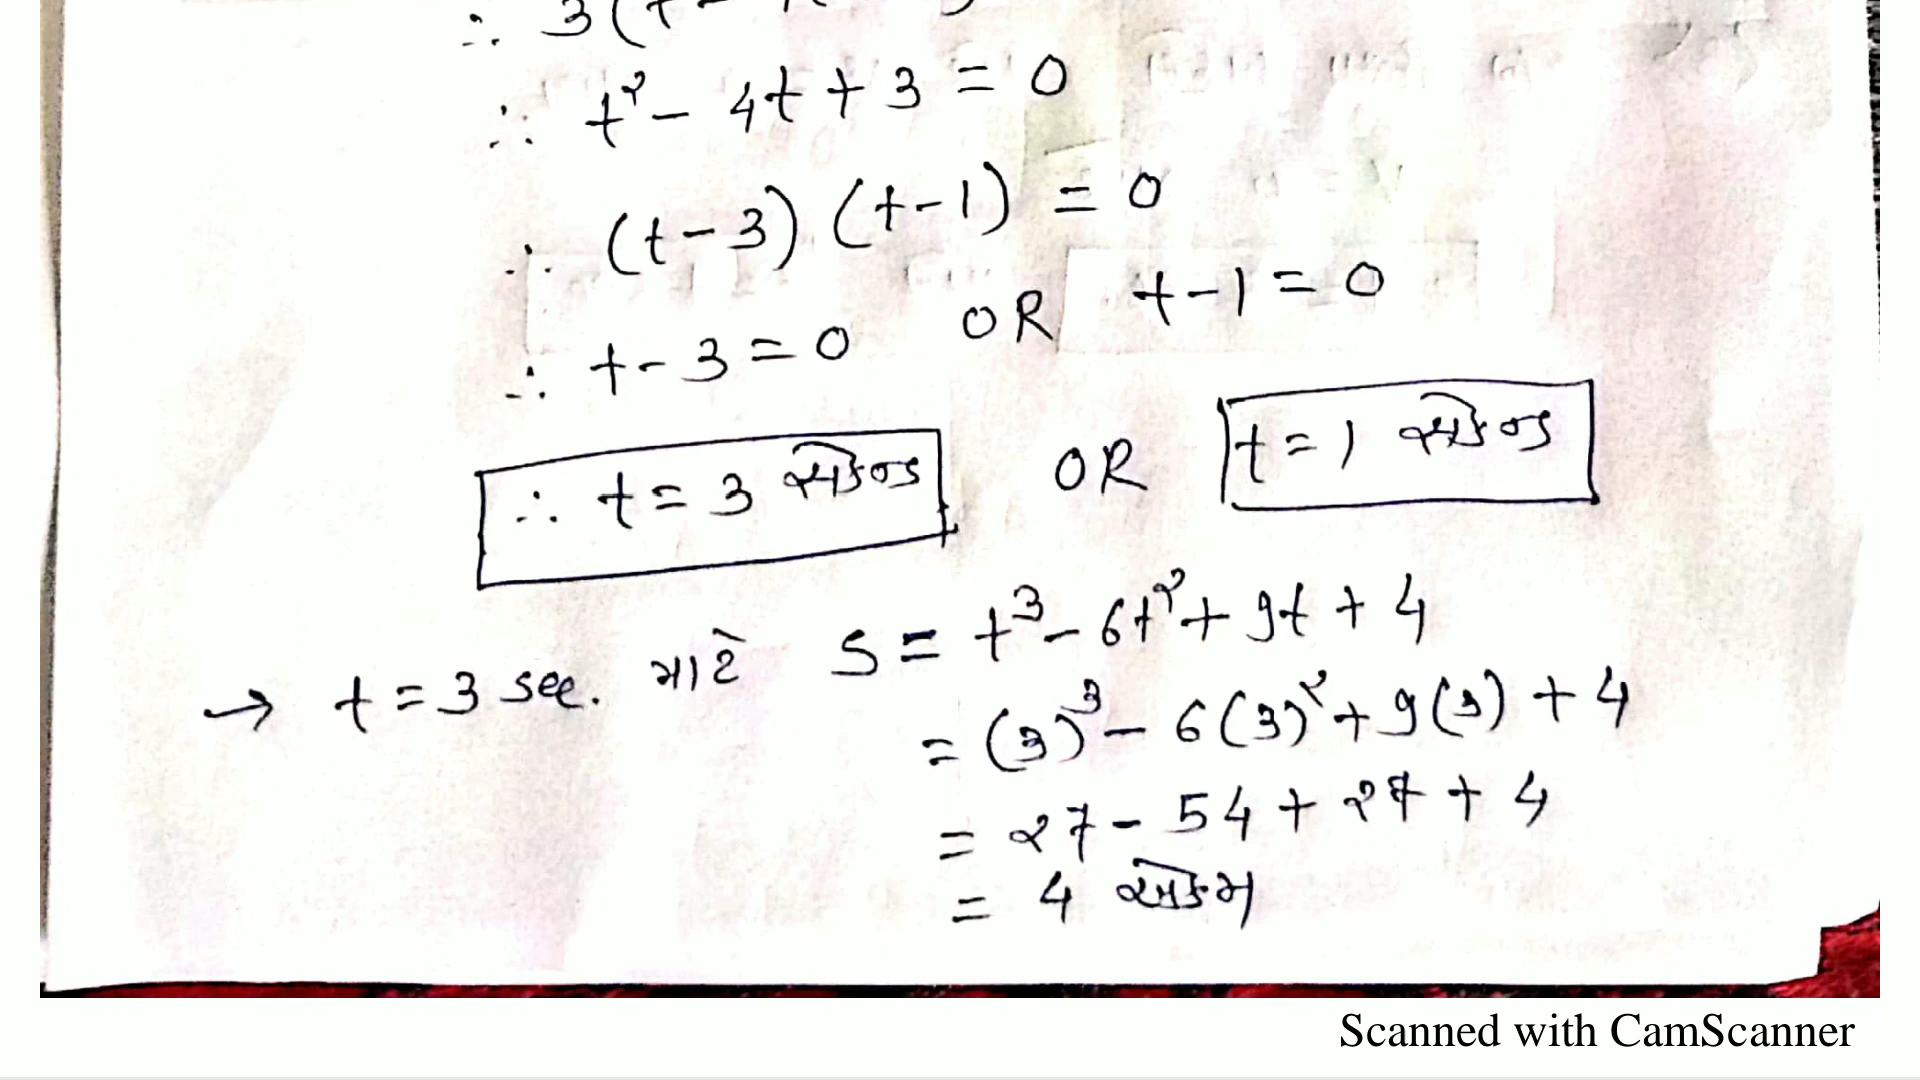 ∴ t² - 4t + 3 = 0
∴ (t-3) (t-1) = 0
∴ t-3=0 OR t-1=0
∴ t = 3 સેકન્ડ OR t = 1 સેકન્ડ
→ t = 3 sec. માટે S = t³ - 6t² + 9t + 4
= (3)³ - 6(3)² + 9(3) + 4
= 27 - 54 + 27 + 4
= 4 એકમ
Scanned with CamScanner